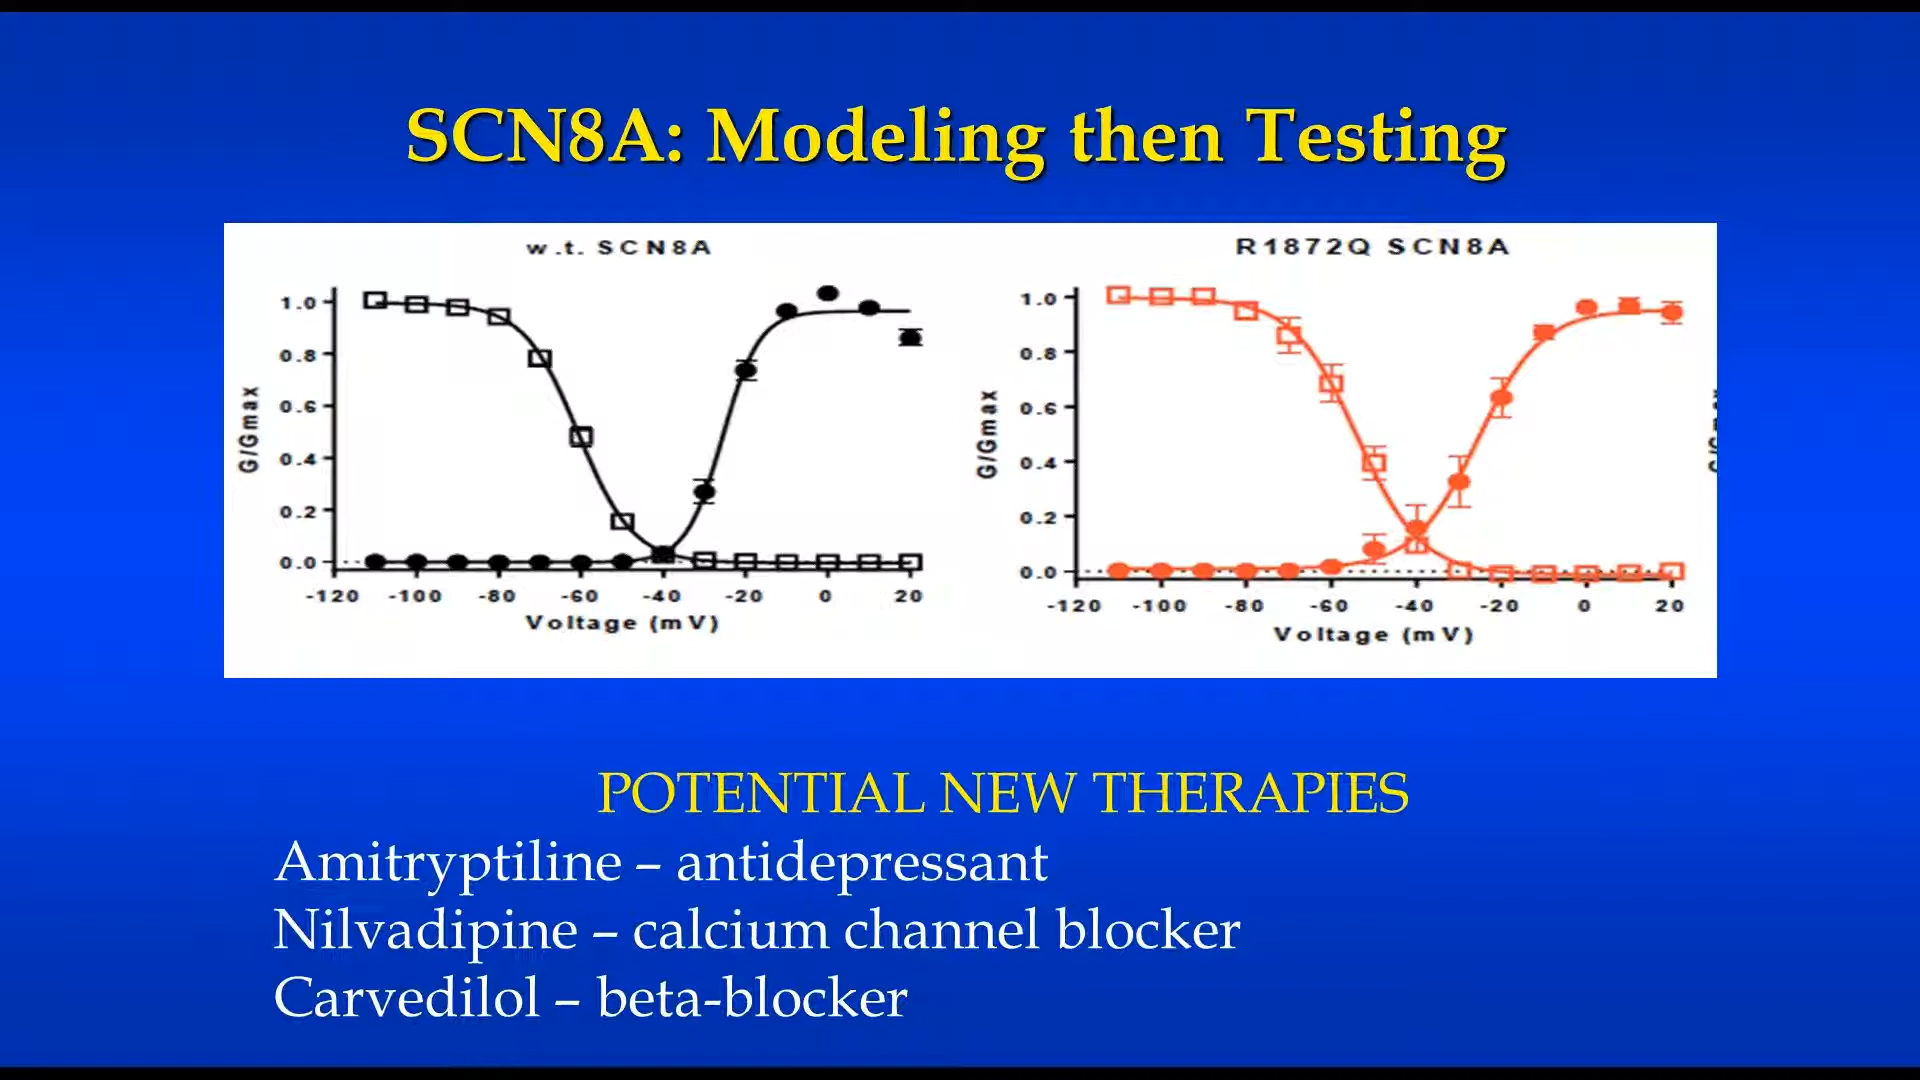 SCN8A: Modeling then Testing
w.t. SCN8A
1.0
0.8
0.6
0.4
0.2
0.0
G/Gmax
-120 -100 -80 -60 -40 -20 0 20
Voltage (mV)
R1872Q SCN8A
1.0
0.8
0.6
0.4
0.2
0.0
G/Gmax
-120 -100 -80 -60 -40 -20 0 20
Voltage (mV)
POTENTIAL NEW THERAPIES
Amitryptiline – antidepressant
Nilvadipine – calcium channel blocker
Carvedilol – beta-blocker